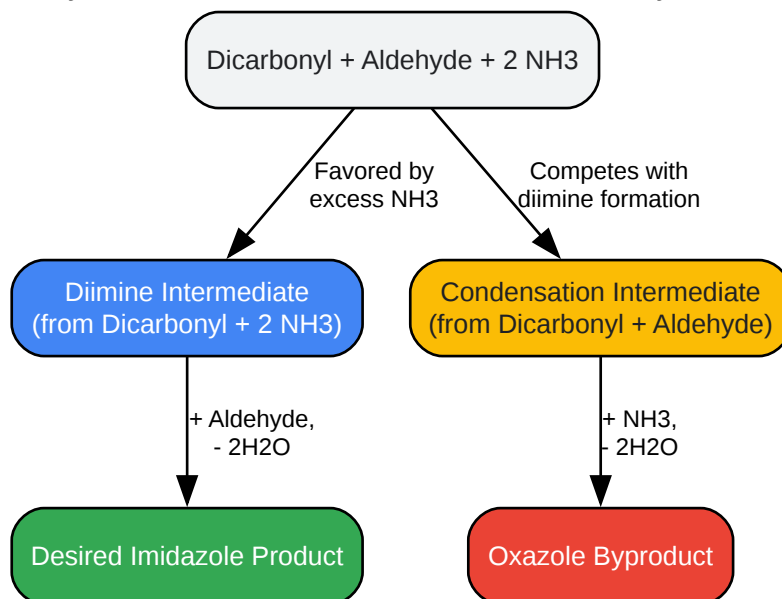 Dicarbonyl + Aldehyde + 2 NH3
Favored by
excess NH3
Competes with
diimine formation
Diimine Intermediate
(from Dicarbonyl + 2 NH3)
Condensation Intermediate
(from Dicarbonyl + Aldehyde)
+ Aldehyde,
- 2H2O
+ NH3,
- 2H2O
Desired Imidazole Product
Oxazole Byproduct